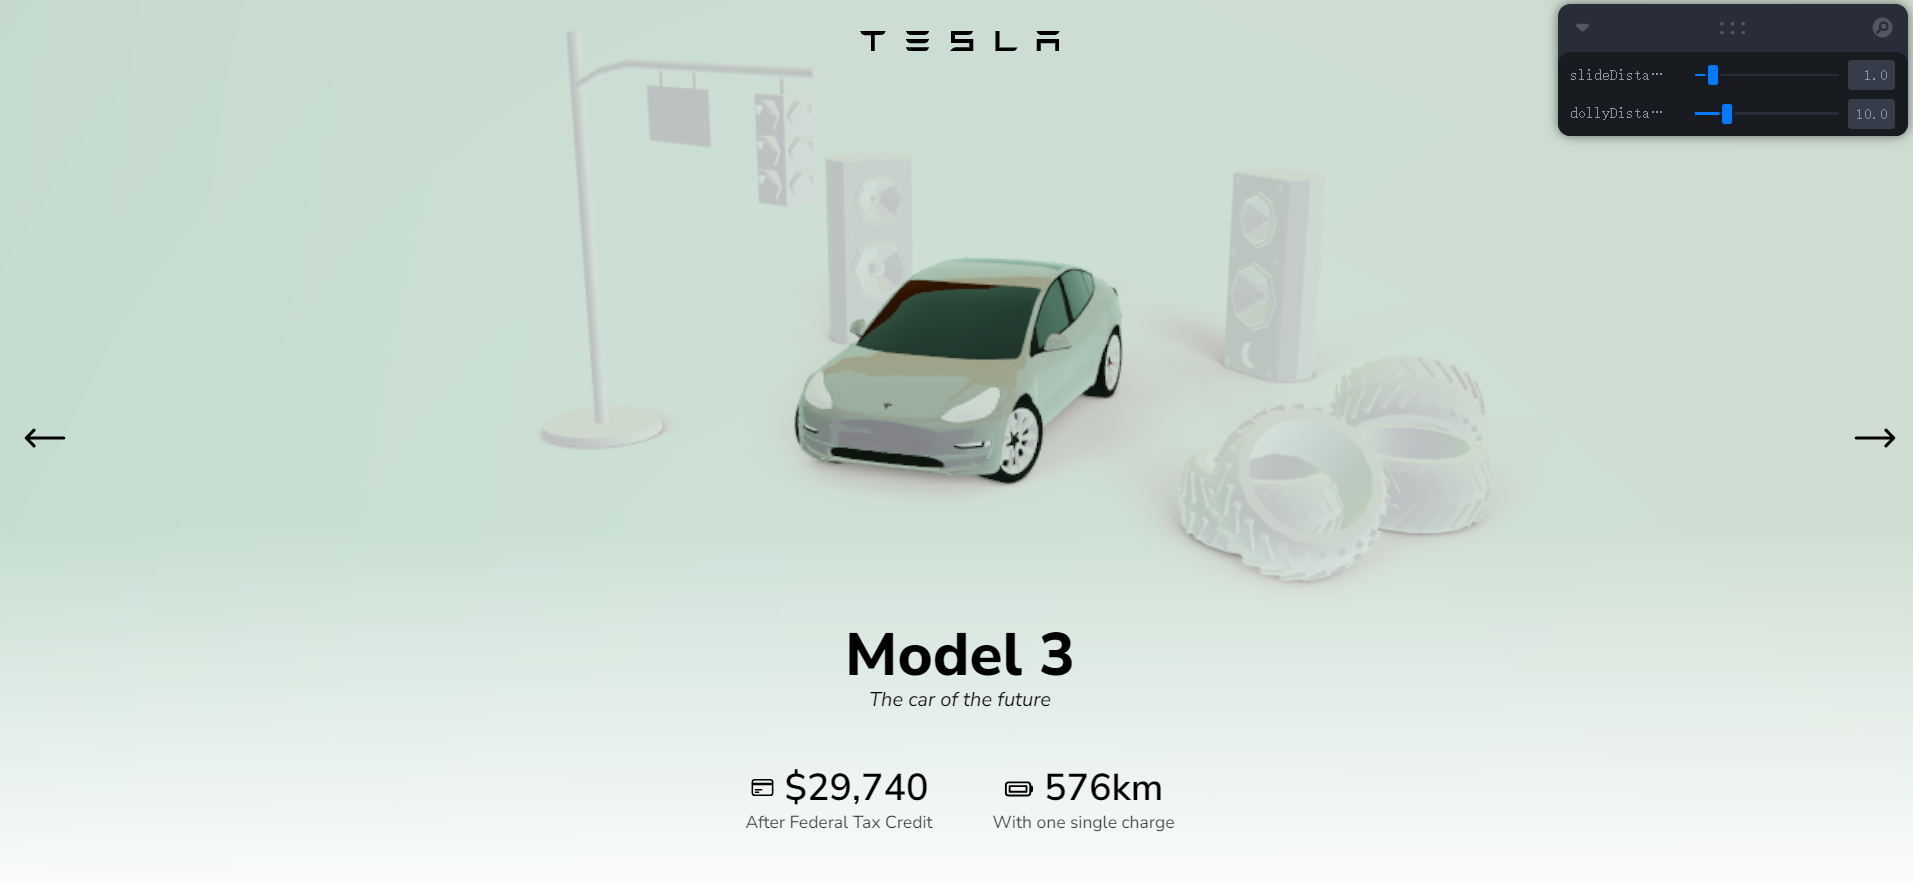 TESLA
slideDista…
1.0
dollyDista…
10.0
Model 3
The car of the future
$29,740
576km
After Federal Tax Credit
With one single charge